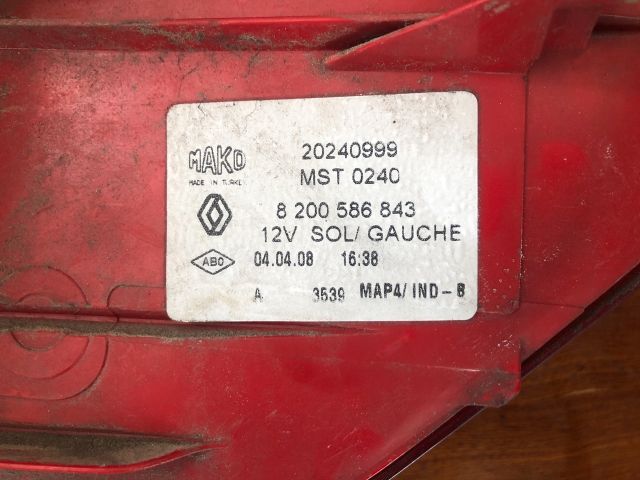 MAKO
MADE IN TURKEY
20240999
MST 0240
8 200 586 843
12V SOL/ GAUCHE
ABO
04.04.08 16:38
A 3539 MAP4/ IND-B